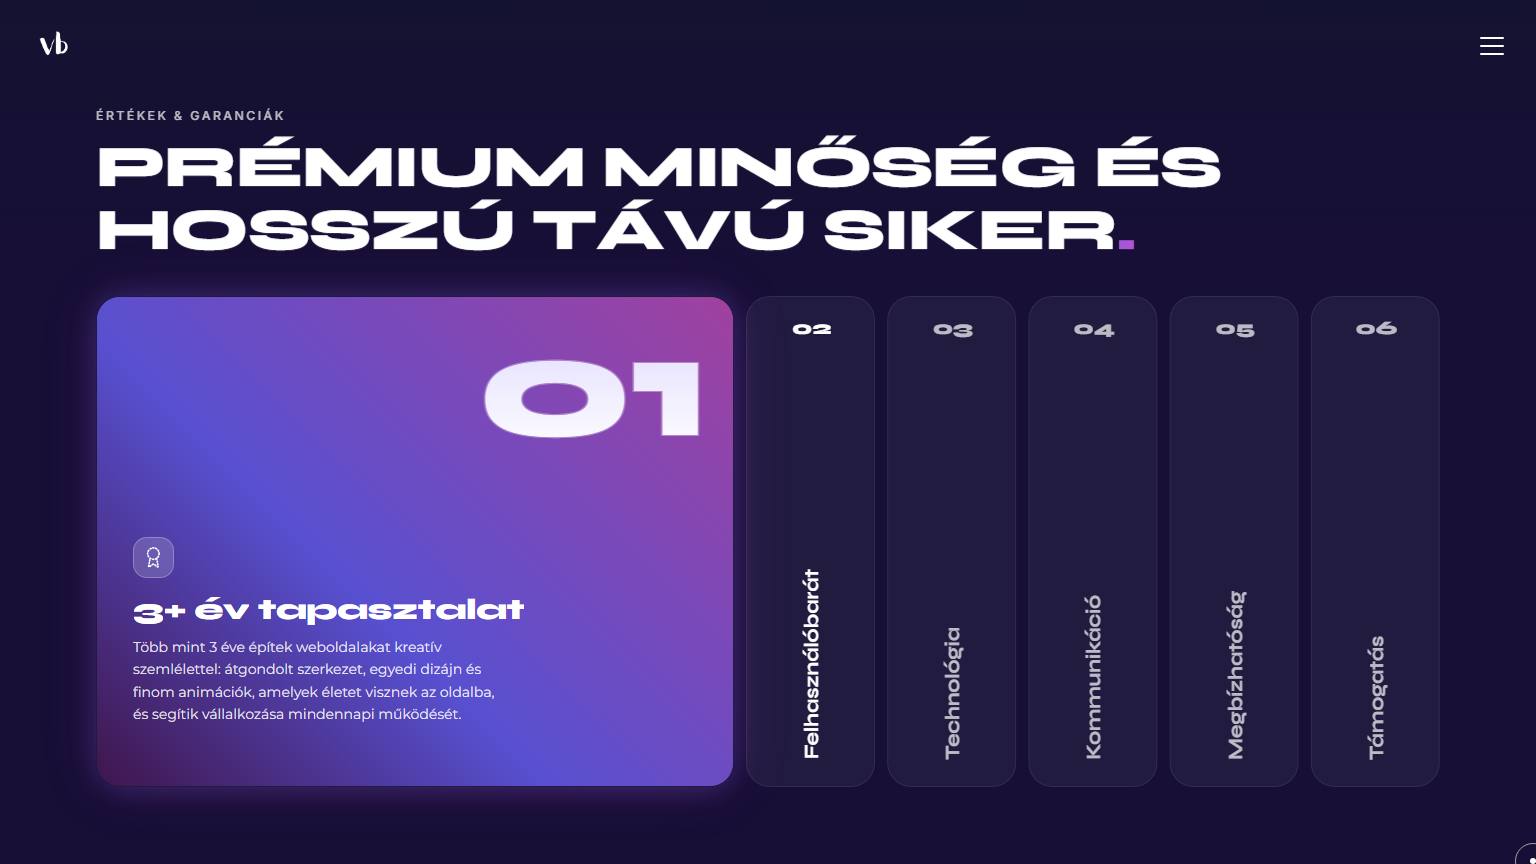 vb
ÉRTÉKEK & GARANCIÁK
PRÉMIUM MINŐSÉG ÉS
HOSSZÚ TÁVÚ SIKER.
01
3+ év tapasztalat
Több mint 3 éve építek weboldalakat kreatív
szemlélettel: átgondolt szerkezet, egyedi dizájn és
finom animációk, amelyek életet visznek az oldalba,
és segítik vállalkozása mindennapi működését.
02
Felhasználóbarát
03
Technológia
04
Kommunikáció
05
Megbízhatóság
06
Támogatás